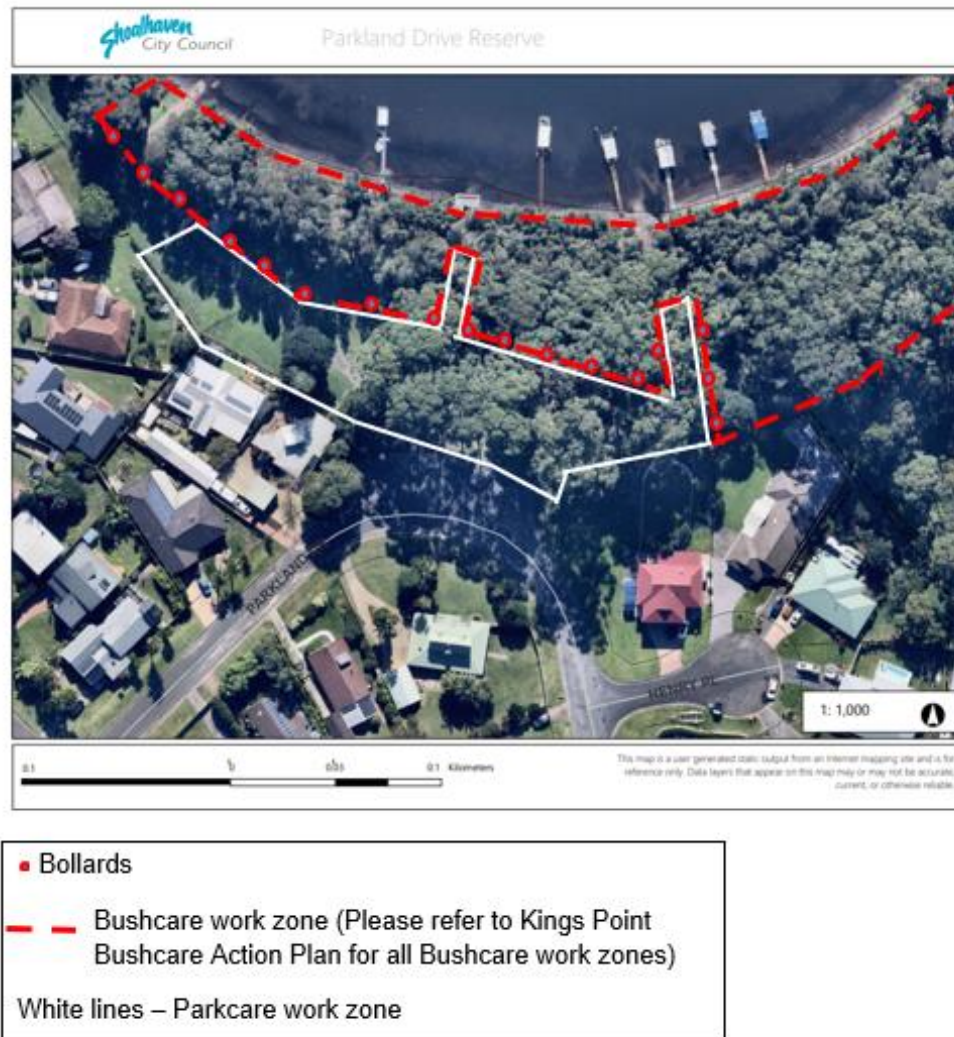 Shoalhaven
City Council
Parkland Drive Reserve
PARKLAND
HENRY PL
1: 1,000
0.1
0
0.05
0.1 Kilometers
This map is a user generated static output from an Internet mapping site and is for
reference only. Data layers that appear on this map may or may not be accurate,
current, or otherwise reliable.
Bollards
Bushcare work zone (Please refer to Kings Point
Bushcare Action Plan for all Bushcare work zones)
White lines – Parkcare work zone